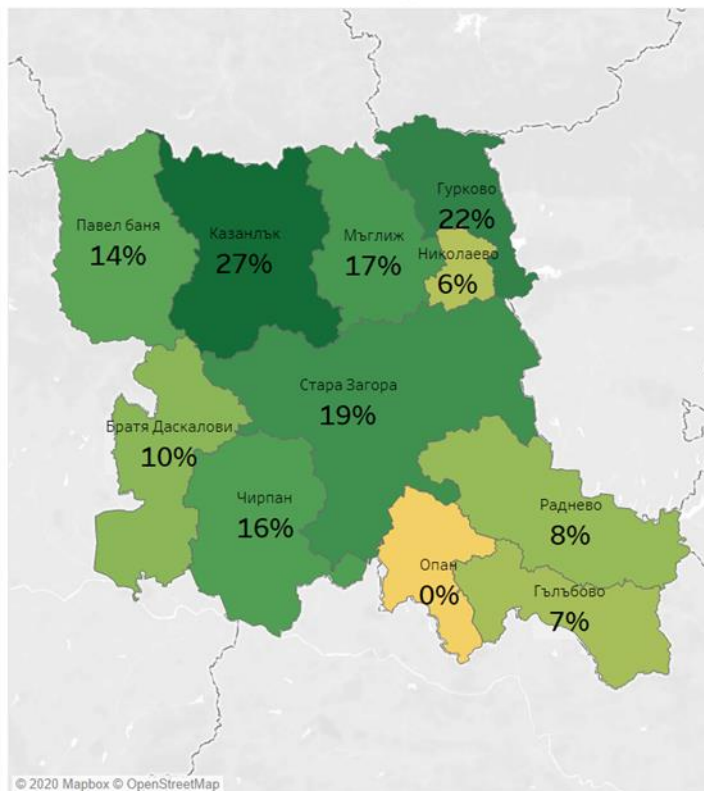 Гурково
22%
Павел баня
14%
Казанлък
27%
Мъглиж
17%
Николаево
6%
Стара Загора
19%
Братя Даскалови
10%
Чирпан
16%
Раднево
8%
Опан
0%
Гълъбово
7%
© 2020 Mapbox © OpenStreetMap